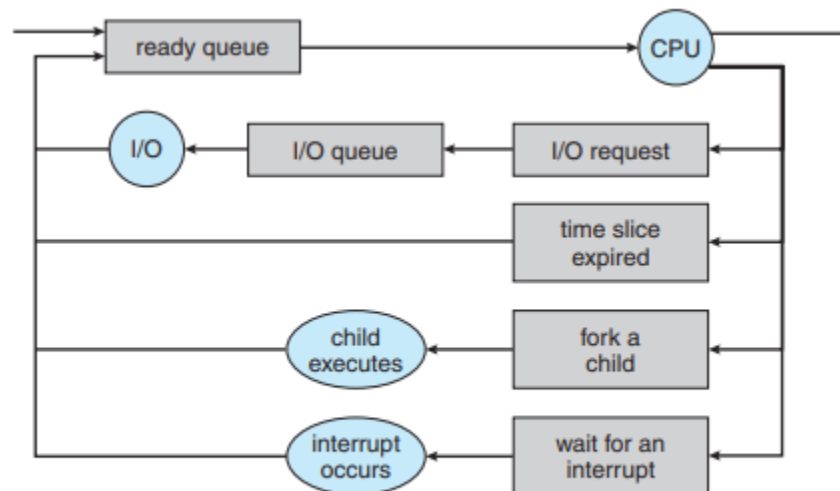 ready queue
CPU
I/O
I/O queue
I/O request
time slice
expired
child
executes
fork a
child
interrupt
occurs
wait for an
interrupt